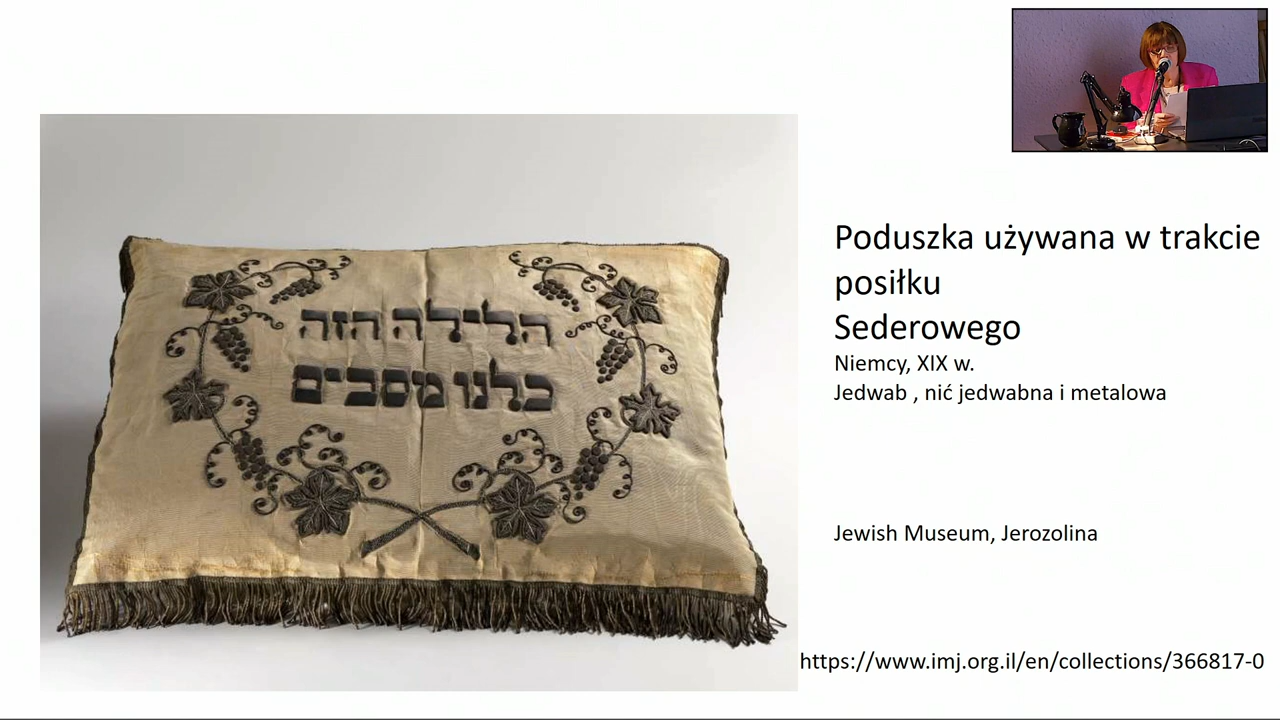 הלילה הזה
כלנו מסבים
Poduszka używana w trakcie
posiłku
Sederowego
Niemcy, XIX w.
Jedwab , nić jedwabna i metalowa
Jewish Museum, Jerozolina
https://www.imj.org.il/en/collections/366817-0